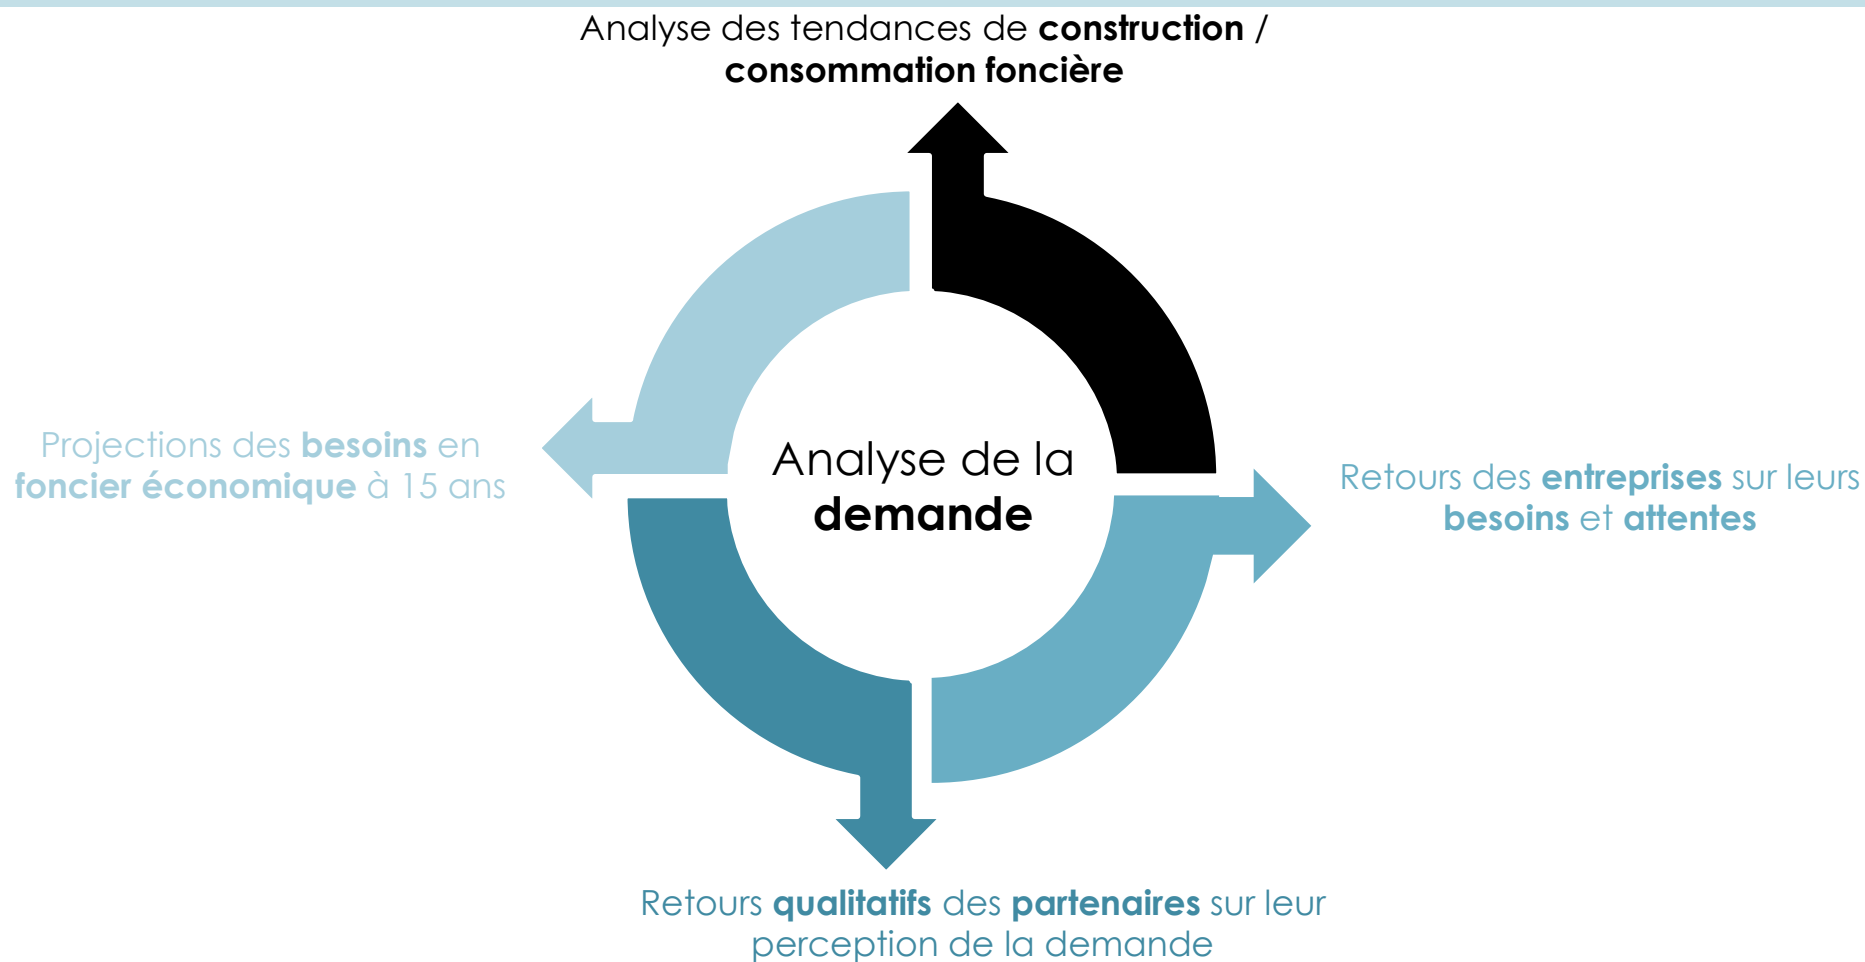 Analyse des tendances de construction /
consommation foncière
Projections des besoins en
foncier économique à 15 ans
Analyse de la
demande
Retours des entreprises sur leurs
besoins et attentes
Retours qualitatifs des partenaires sur leur
perception de la demande